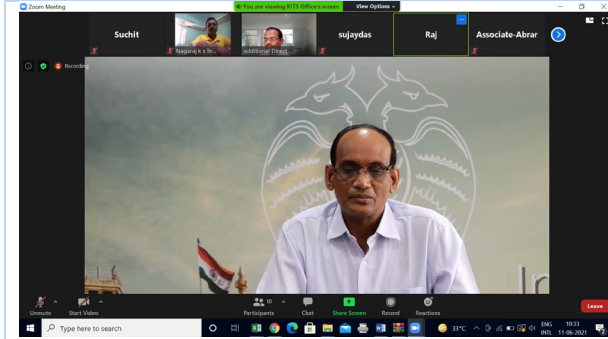 Zoom Meeting
You are viewing KITS Office's screen
View Options
Suchit
Nagaraj k s Te...
additional Direct...
sujaydas
Raj
Associate-Abrar
Recording
Unmute
Start Video
10
Participants
Chat
Share Screen
Record
Reactions
Leave
Type here to search
33°C
ENG
INTL
10:33
11-06-2021